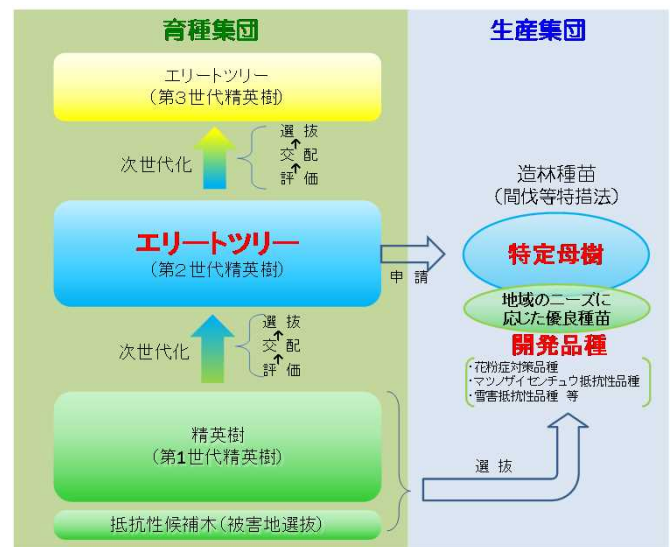 育種集団
エリートツリー
(第3世代精英樹)
次世代化
選 抜
交 配
評 価
エリートツリー
(第2世代精英樹)
次世代化
選 抜
交 配
評 価
精英樹
(第1世代精英樹)
抵抗性候補木(被害地選抜)
生産集団
造林種苗
(間伐等特措法)
申 請
特定母樹
地域のニーズに
応じた優良種苗
開発品種
・花粉症対策品種
・マツノザイセンチュウ抵抗性品種
・雪害抵抗性品種 等
選 抜